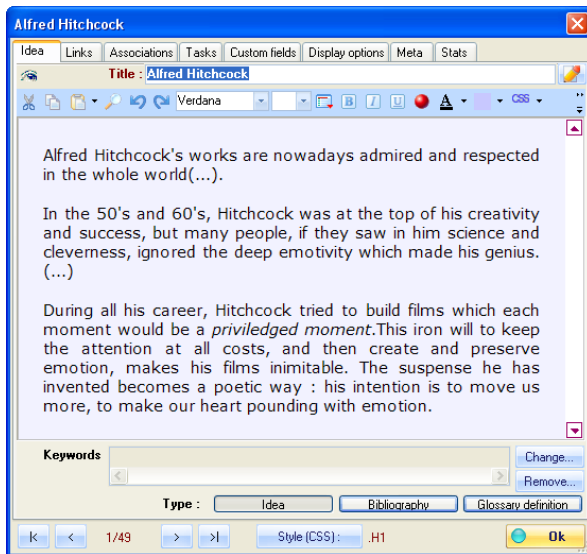 Alfred Hitchcock
Idea Links Associations Tasks Custom fields Display options Meta Stats
Title : Alfred Hitchcock
Verdana B I U A CSS
Alfred Hitchcock's works are nowadays admired and respected
in the whole world(...).
In the 50's and 60's, Hitchcock was at the top of his creativity
and success, but many people, if they saw in him science and
cleverness, ignored the deep emotivity which made his genius.
(...)
During all his career, Hitchcock tried to build films which each
moment would be a priviledged moment.This iron will to keep
the attention at all costs, and then create and preserve
emotion, makes his films inimitable. The suspense he has
invented becomes a poetic way : his intention is to move us
more, to make our heart pounding with emotion.
Keywords Change...
Remove...
Type : Idea Bibliography Glossary definition
1/49 Style (CSS) : .H1 Ok